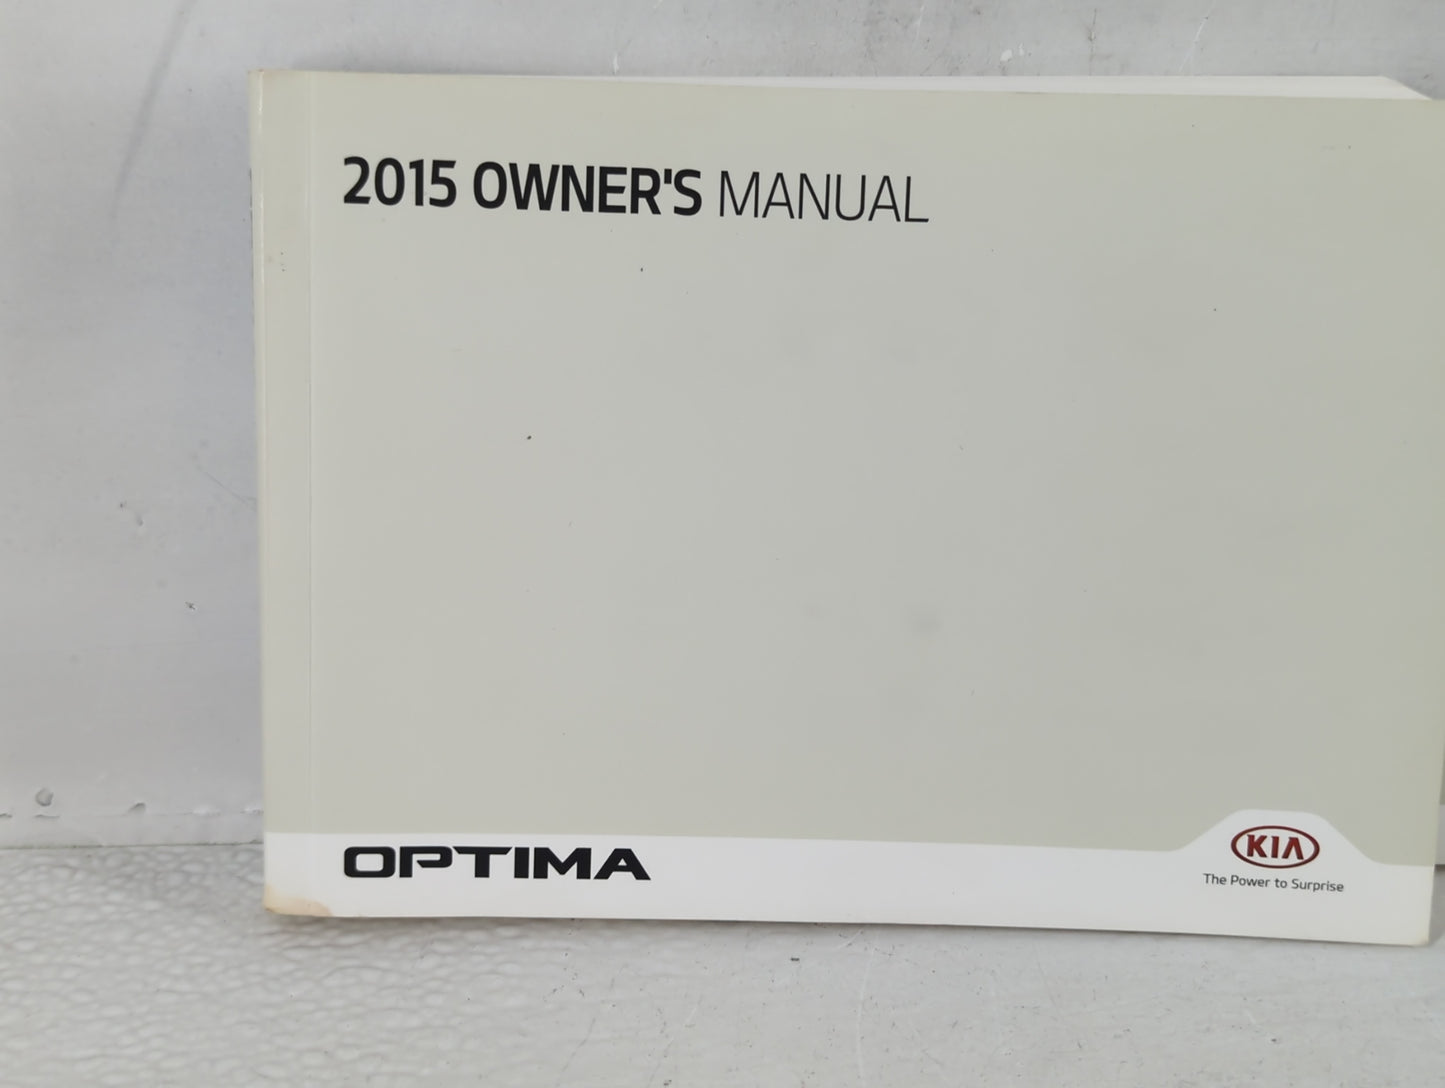 2015 OWNER'S MANUAL
OPTIMA
KIA
The Power to Surprise